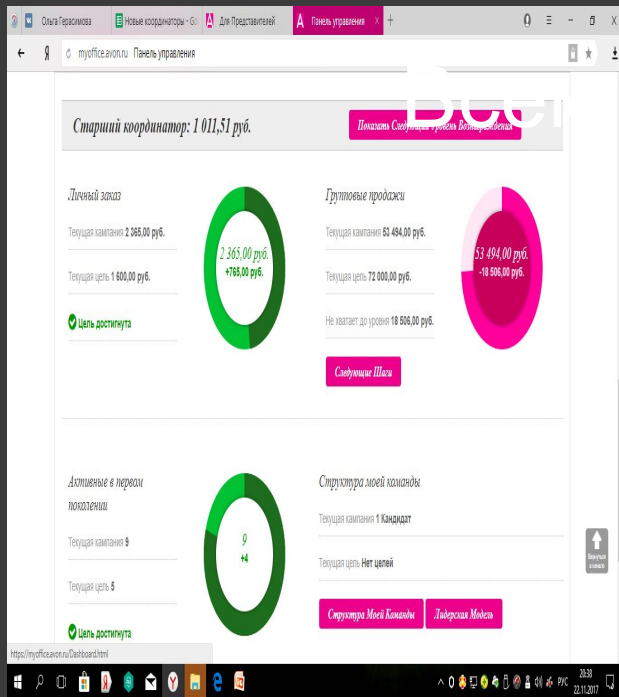 Ольга Герасимова
Новые координаторы - Go
Для Представителей
Панель управления
myoffice.avon.ru Панель управления
Старший координатор: 1 011,51 руб.
Показать Следующий Уровень Вознаграждения
Личный заказ
Текущая кампания 2 365,00 руб.
Текущая цель 1 600,00 руб.
Цель достигнута
2 365,00 руб.
+765,00 руб.
Групповые продажи
Текущая кампания 53 494,00 руб.
Текущая цель 72 000,00 руб.
Не хватает до уровня 18 506,00 руб.
Следующие Шаги
53 494,00 руб.
-18 506,00 руб.
Активные в первом
поколении
Текущая кампания 9
Текущая цель 5
Цель достигнута
9
+4
Структура моей команды
Текущая кампания 1 Кандидат
Текущая цель Нет целей
Структура Моей Команды
Лидерская Модель
Вернуться
в начало
https://myoffice.avon.ru/Dashboard.html
РУС
20:38
22.11.2017